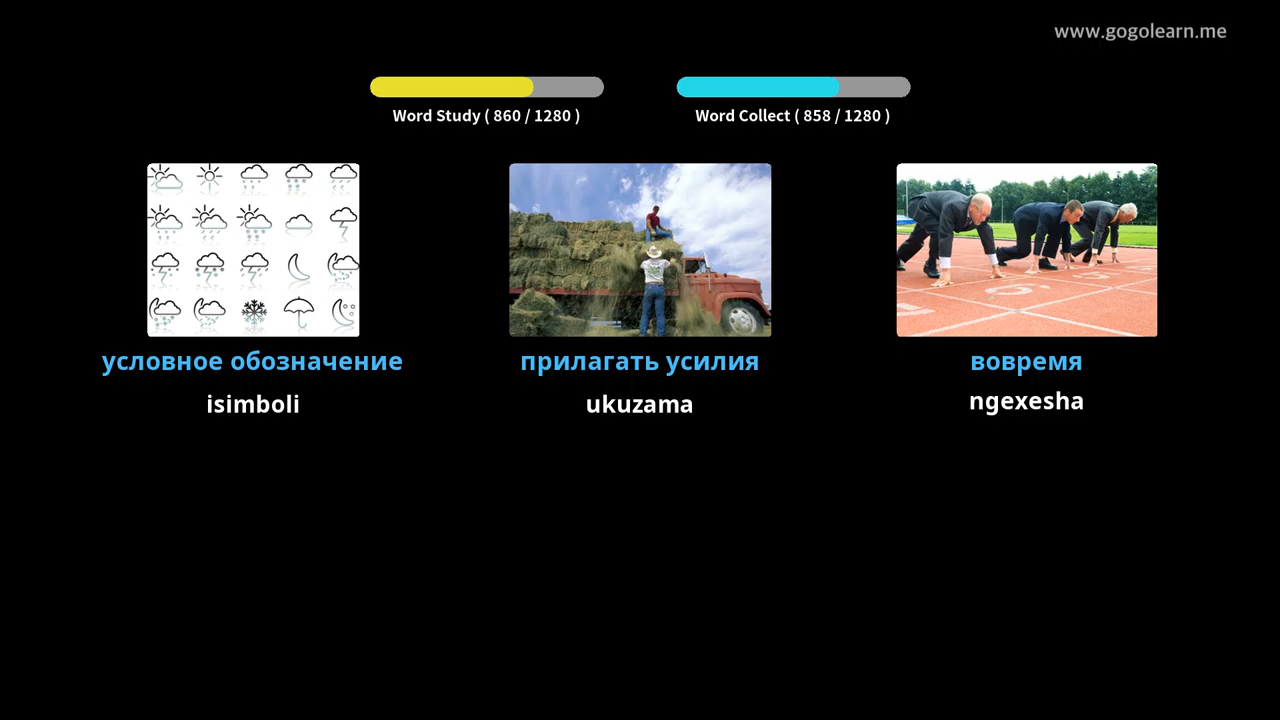 www.gogolearn.me
Word Study ( 860 / 1280 )
Word Collect ( 858 / 1280 )
условное обозначение
прилагать усилия
вовремя
isimboli
ukuzama
ngexesha